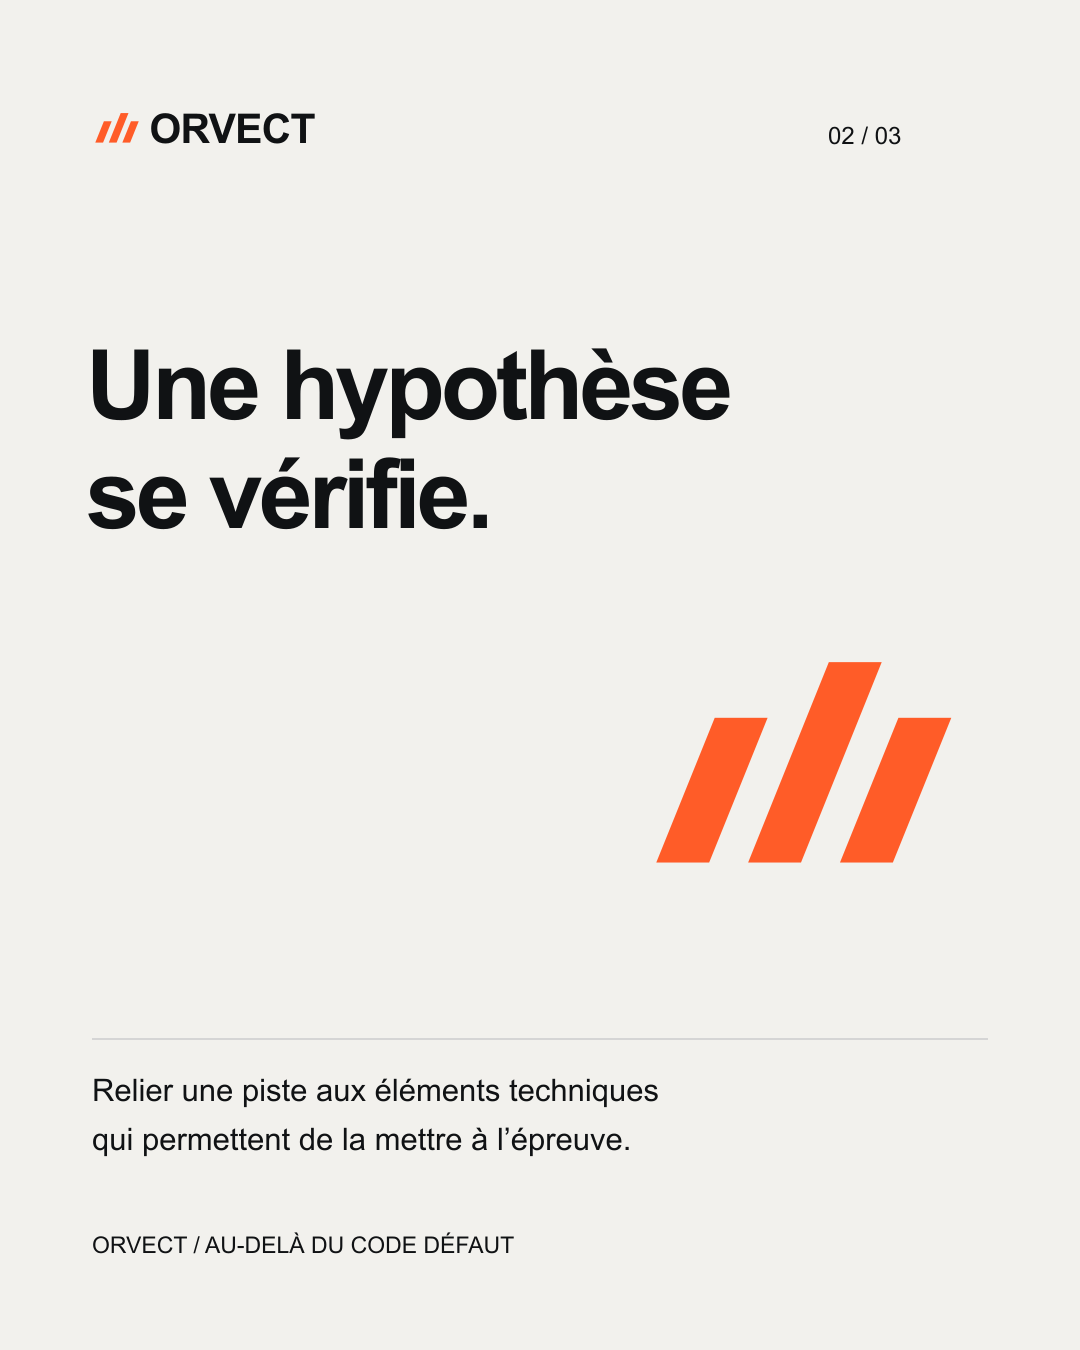 ORVECT
02 / 03
Une hypothèse
se vérifie.
Relier une piste aux éléments techniques
qui permettent de la mettre à l’épreuve.
ORVECT / AU-DELÀ DU CODE DÉFAUT